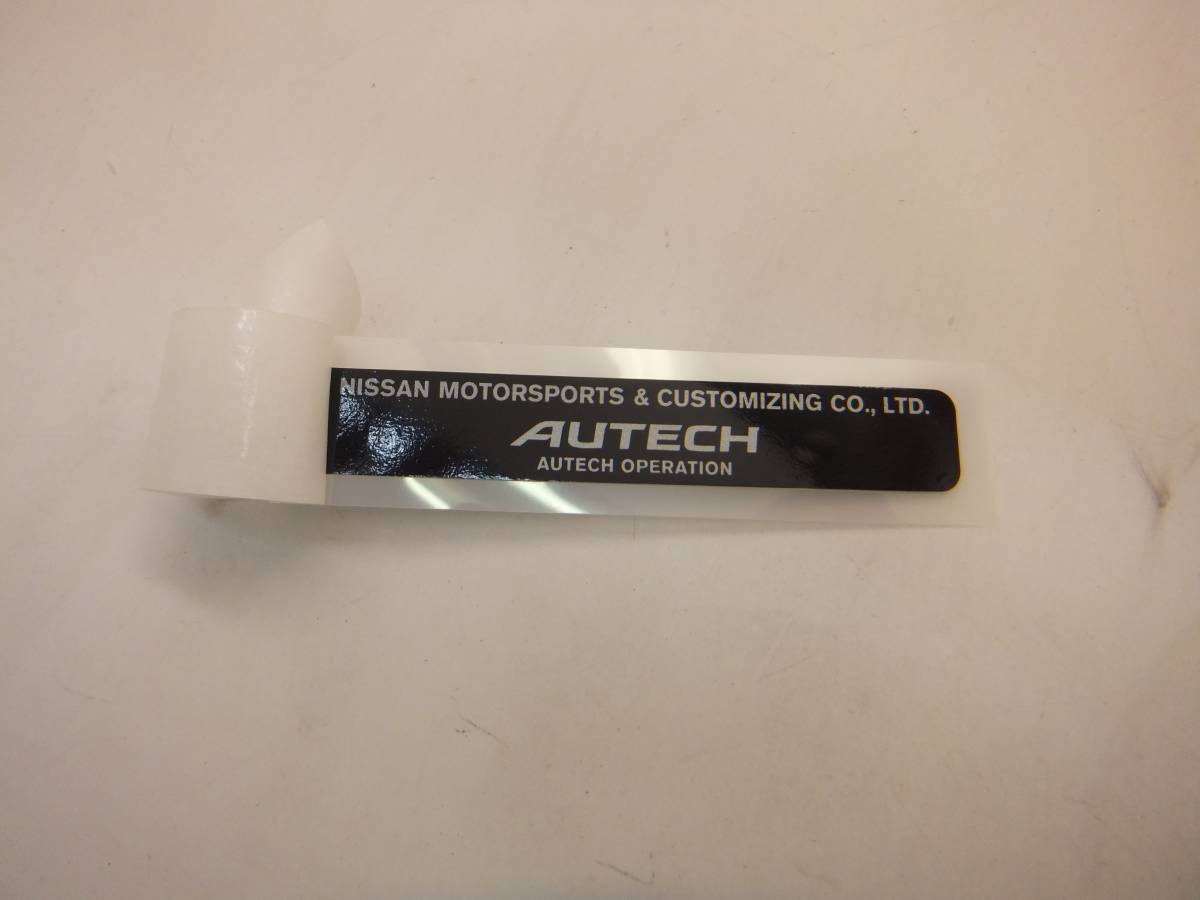 NISSAN MOTORSPORTS & CUSTOMIZING CO., LTD.
AUTECH
AUTECH OPERATION